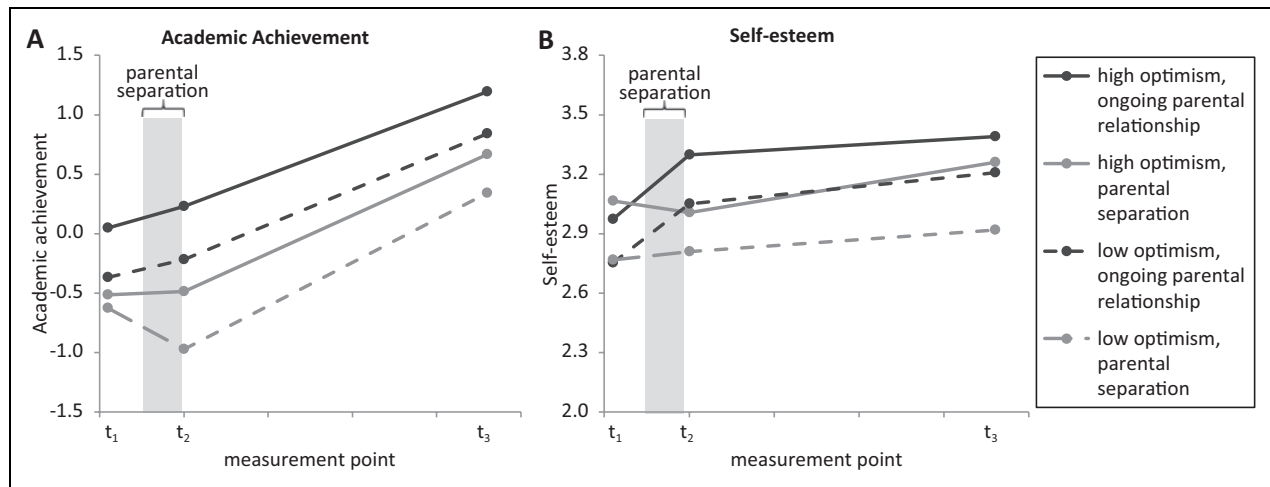 A
Academic Achievement
1.5
1.0
0.5
0.0
-0.5
-1.0
-1.5
Academic achievement
parental
separation
t1
t2
t3
measurement point
B
Self-esteem
3.8
3.5
3.2
2.9
2.6
2.3
2.0
Self-esteem
parental
separation
t1
t2
t3
measurement point
high optimism,
ongoing parental
relationship
high optimism,
parental
separation
low optimism,
ongoing parental
relationship
low optimism,
parental
separation